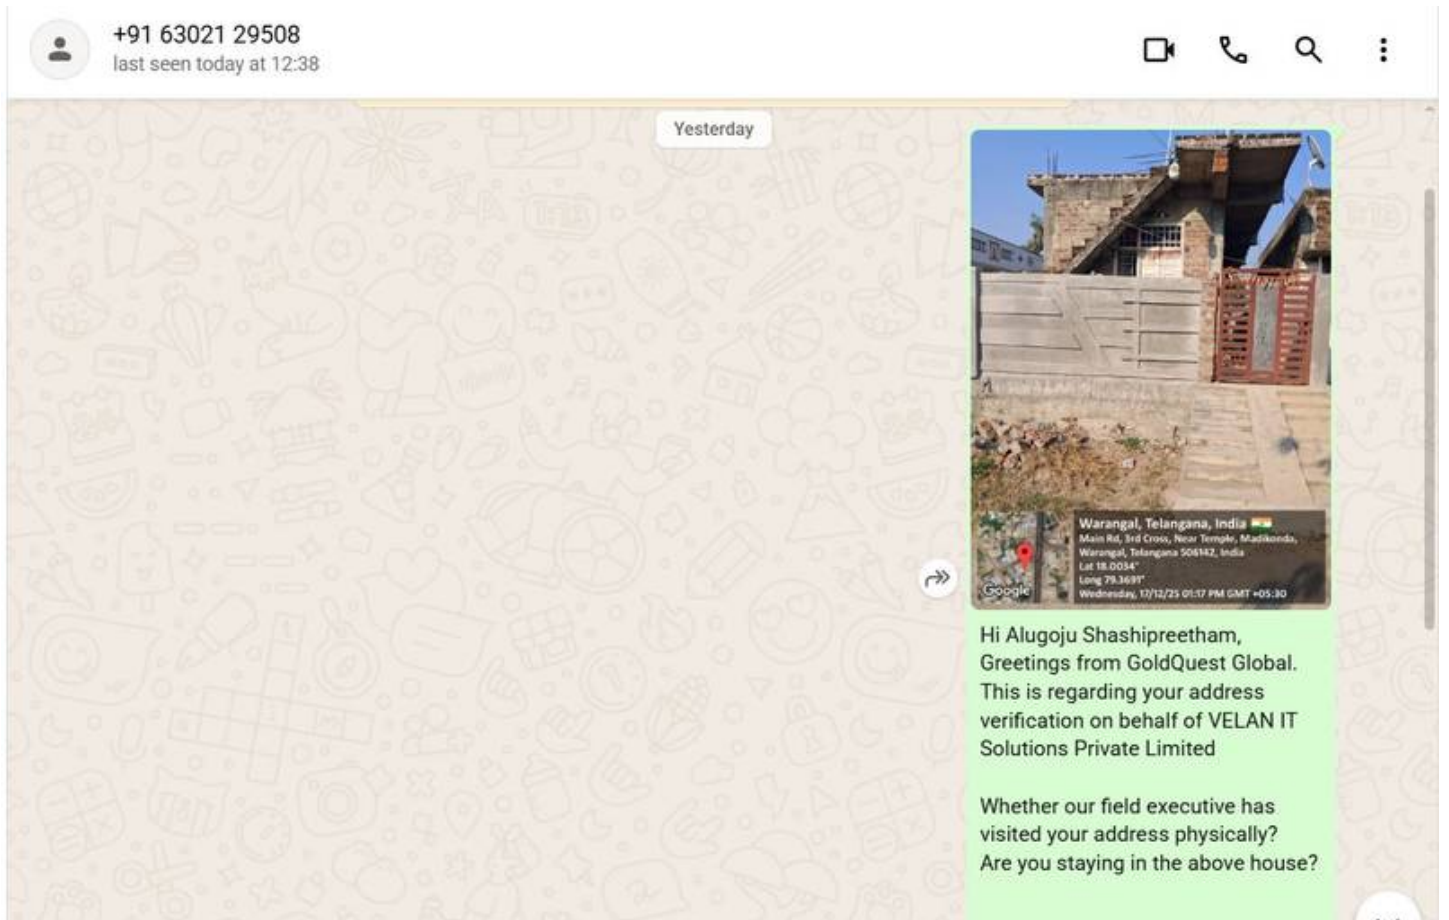 +91 63021 29508
last seen today at 12:38
Yesterday
Warangal, Telangana, India
Main Rd, 3rd Cross, Near Temple, Madikonda,
Warangal, Telangana 506142, India
Lat 18.0034°
Long 79.3691°
Wednesday, 17/12/25 01:17 PM GMT +05:30
Google
Hi Alugoju Shashipreetham,
Greetings from GoldQuest Global.
This is regarding your address
verification on behalf of VELAN IT
Solutions Private Limited
Whether our field executive has
visited your address physically?
Are you staying in the above house?